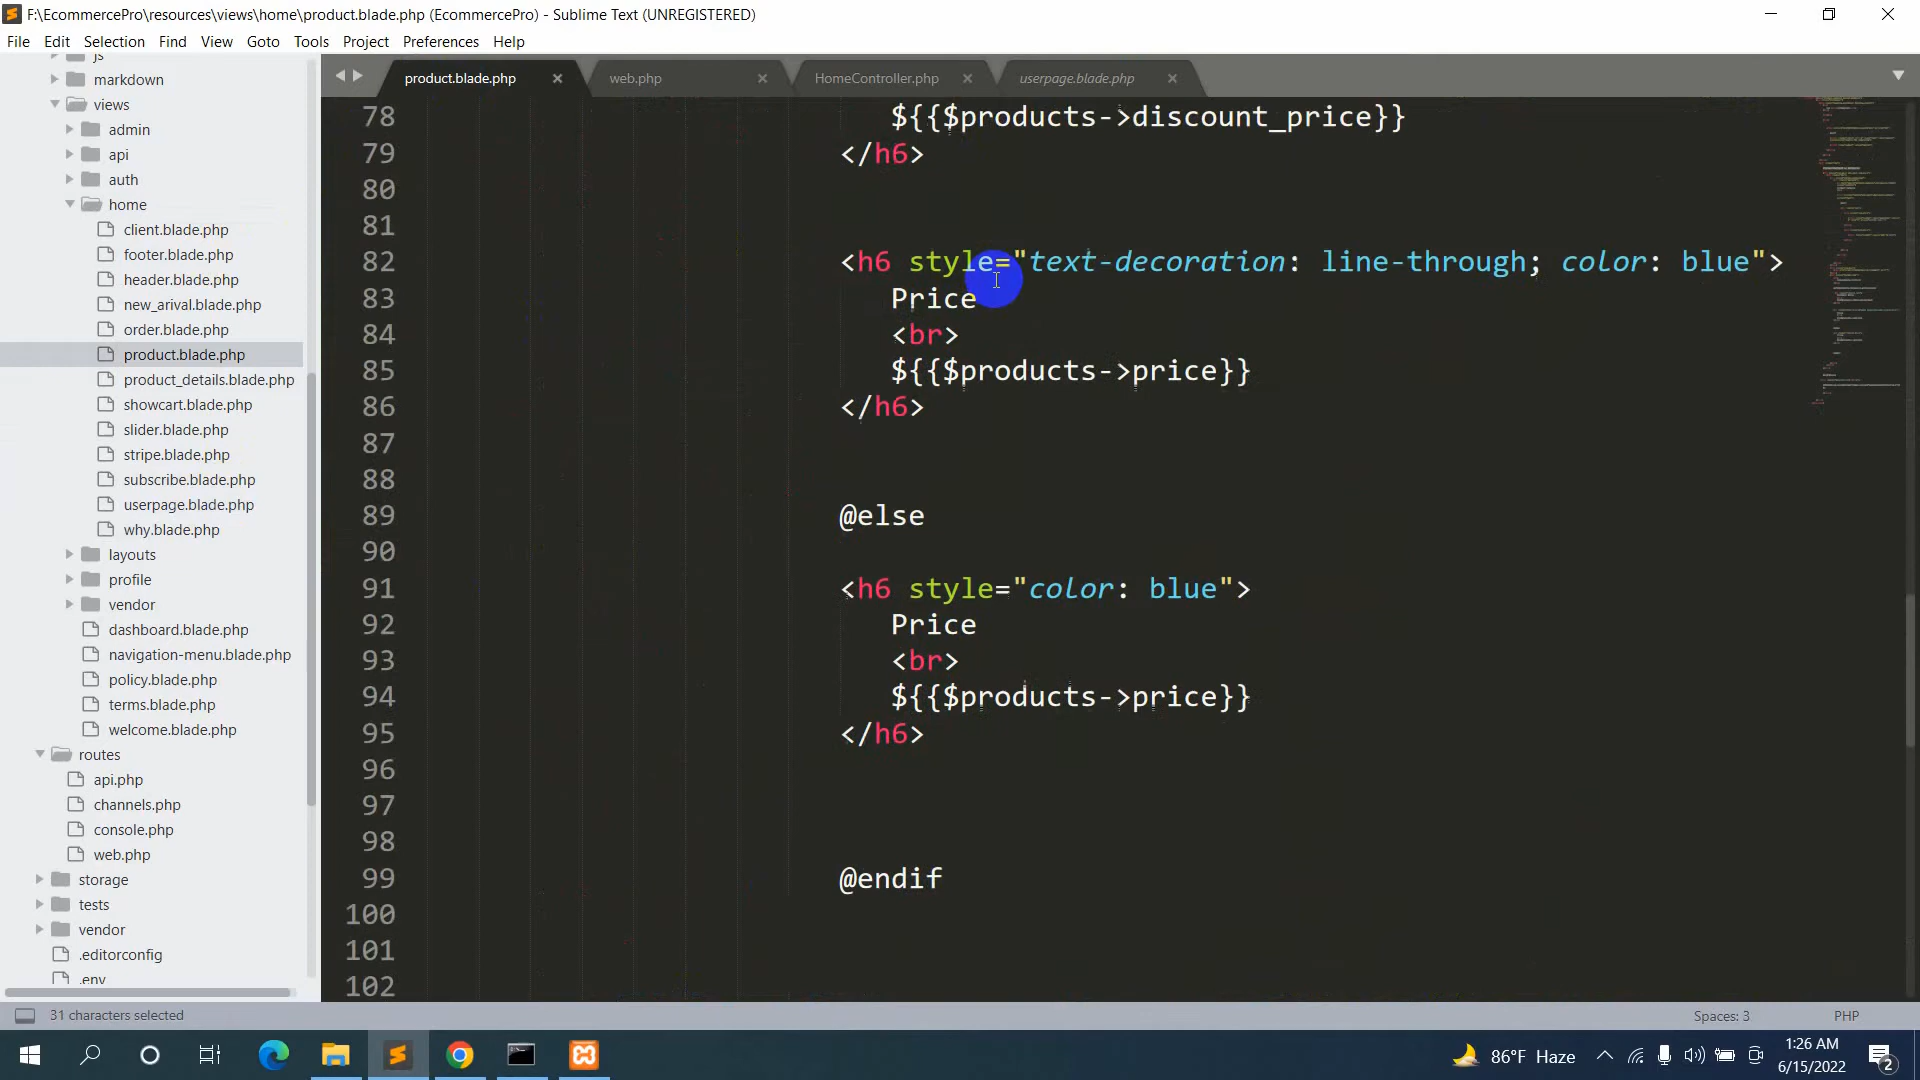 F:\EcommercePro\resources\views\home\product.blade.php (EcommercePro) - Sublime Text (UNREGISTERED)
File Edit Selection Find View Goto Tools Project Preferences Help
js
markdown
views
admin
api
auth
home
client.blade.php
footer.blade.php
header.blade.php
new_arival.blade.php
order.blade.php
product.blade.php
product_details.blade.php
showcart.blade.php
slider.blade.php
stripe.blade.php
subscribe.blade.php
userpage.blade.php
why.blade.php
layouts
profile
vendor
dashboard.blade.php
navigation-menu.blade.php
policy.blade.php
terms.blade.php
welcome.blade.php
routes
api.php
channels.php
console.php
web.php
storage
tests
vendor
.editorconfig
.env
product.blade.php web.php HomeController.php userpage.blade.php
78 ${{$products->discount_price}}
79 </h6>
80
81
82 <h6 style="text-decoration: line-through; color: blue">
83 Price
84 <br>
85 ${{$products->price}}
86 </h6>
87
88
89 @else
90
91 <h6 style="color: blue">
92 Price
93 <br>
94 ${{$products->price}}
95 </h6>
96
97
98
99 @endif
100
101
102
31 characters selected Spaces: 3 PHP
86°F Haze 1:26 AM
6/15/2022 2